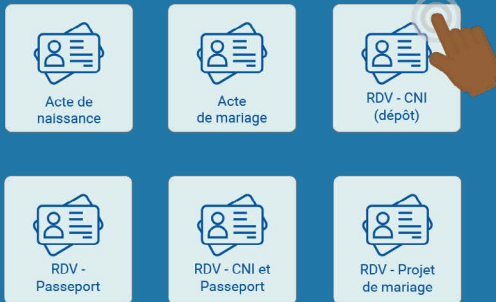 Acte de
naissance
Acte
de mariage
RDV - CNI
(dépôt)
RDV -
Passeport
RDV - CNI et
Passeport
RDV - Projet
de mariage